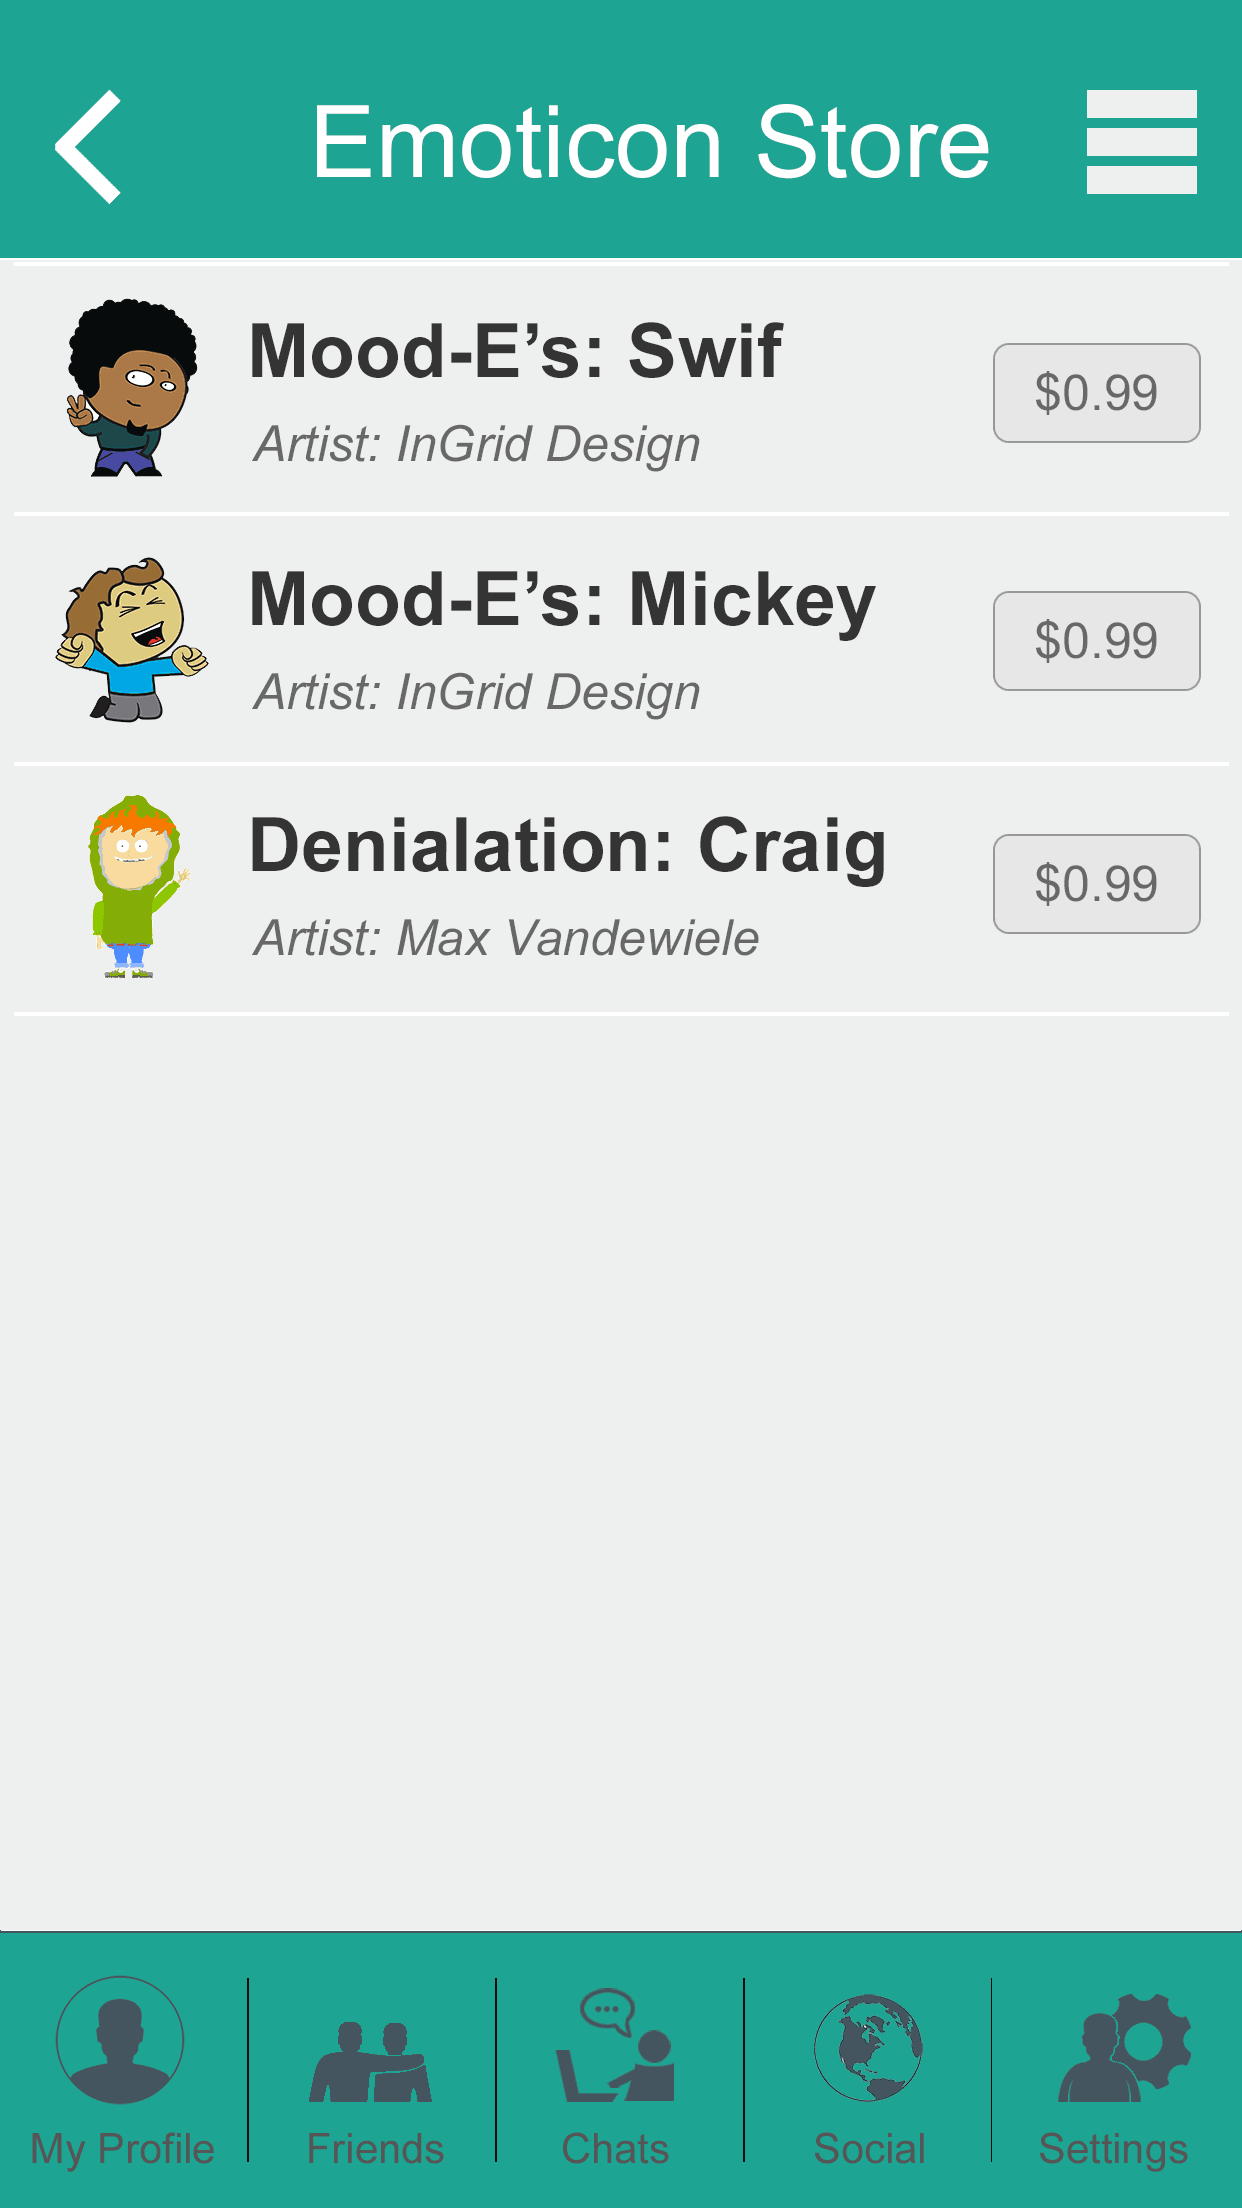 Emoticon Store
Mood-E’s: Swif
Artist: InGrid Design
$0.99
Mood-E’s: Mickey
Artist: InGrid Design
$0.99
Denialation: Craig
Artist: Max Vandewiele
$0.99
My Profile
Friends
Chats
Social
Settings